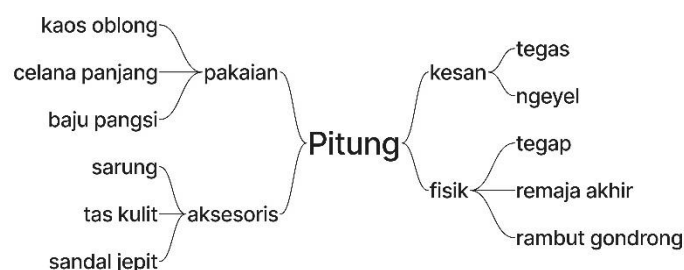 kaos oblong
celana panjang
baju pangsi
pakaian
sarung
tas kulit
sandal jepit
aksesoris
Pitung
kesan
tegas
ngeyel
fisik
tegap
remaja akhir
rambut gondrong